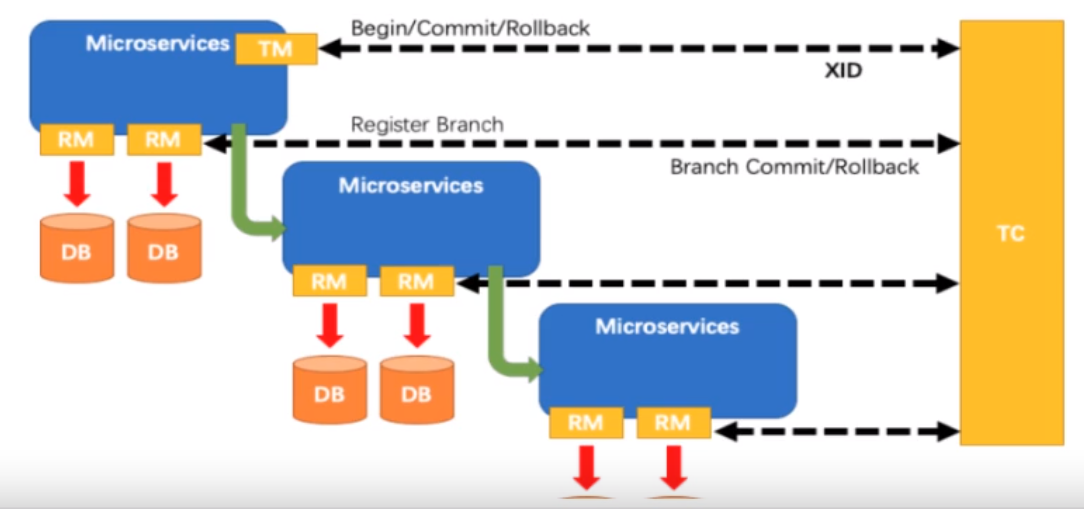 Begin/Commit/Rollback
Microservices
TM
XID
Register Branch
RM
RM
Branch Commit/Rollback
Microservices
TC
DB
DB
RM
RM
Microservices
DB
DB
RM
RM